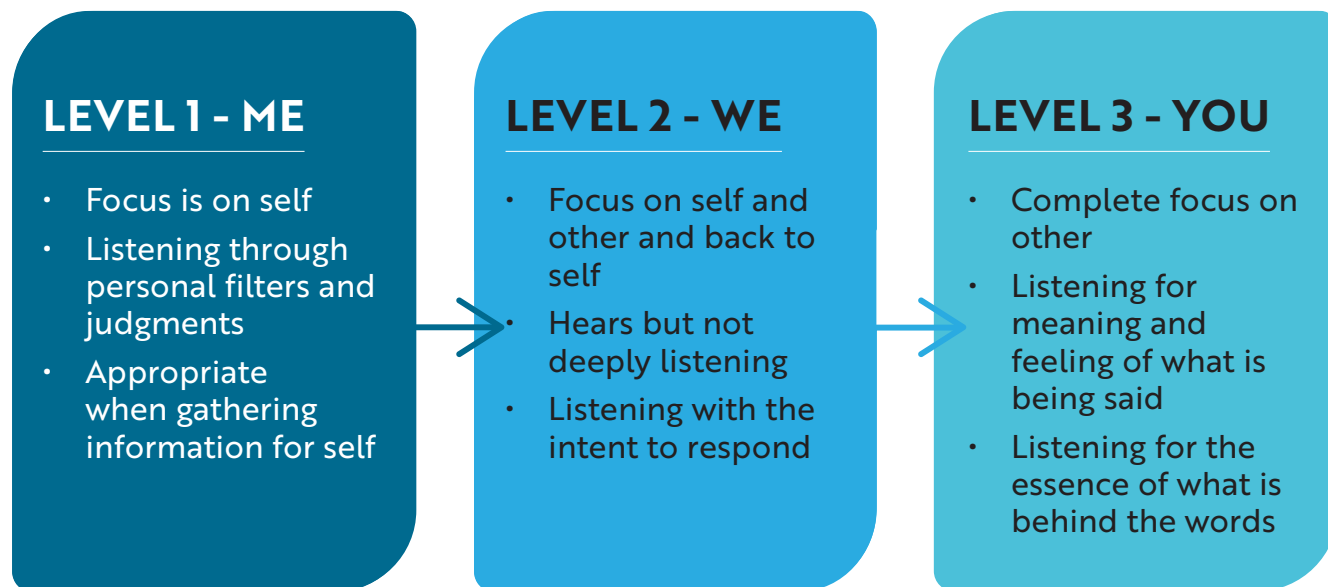 LEVEL 1 - ME
• Focus is on self
• Listening through
personal filters and
judgments
• Appropriate
when gathering
information for self
LEVEL 2 - WE
• Focus on self and
other and back to
self
• Hears but not
deeply listening
• Listening with the
intent to respond
LEVEL 3 - YOU
• Complete focus on
other
• Listening for
meaning and
feeling of what is
being said
• Listening for the
essence of what is
behind the words